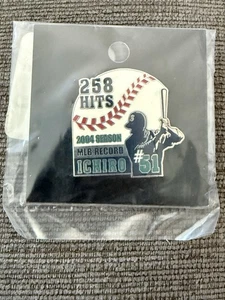 258
HITS
2004 SEASON
MLB RECORD
ICHIRO #51